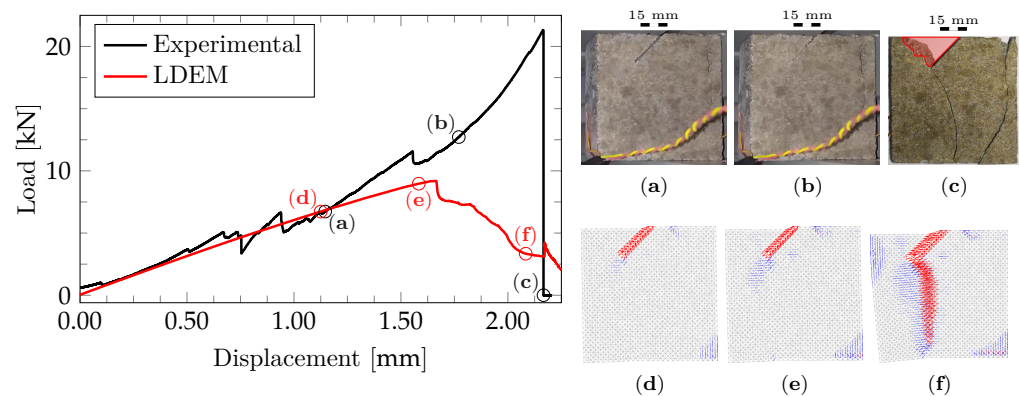 Experimental
LDEM
20
10
0
Load [kN]
0.00 0.50 1.00 1.50 2.00
Displacement [mm]
(a)
(b)
(c)
(d)
(e)
(f)
15 mm 15 mm 15 mm
(a) (b) (c)
(d) (e) (f)